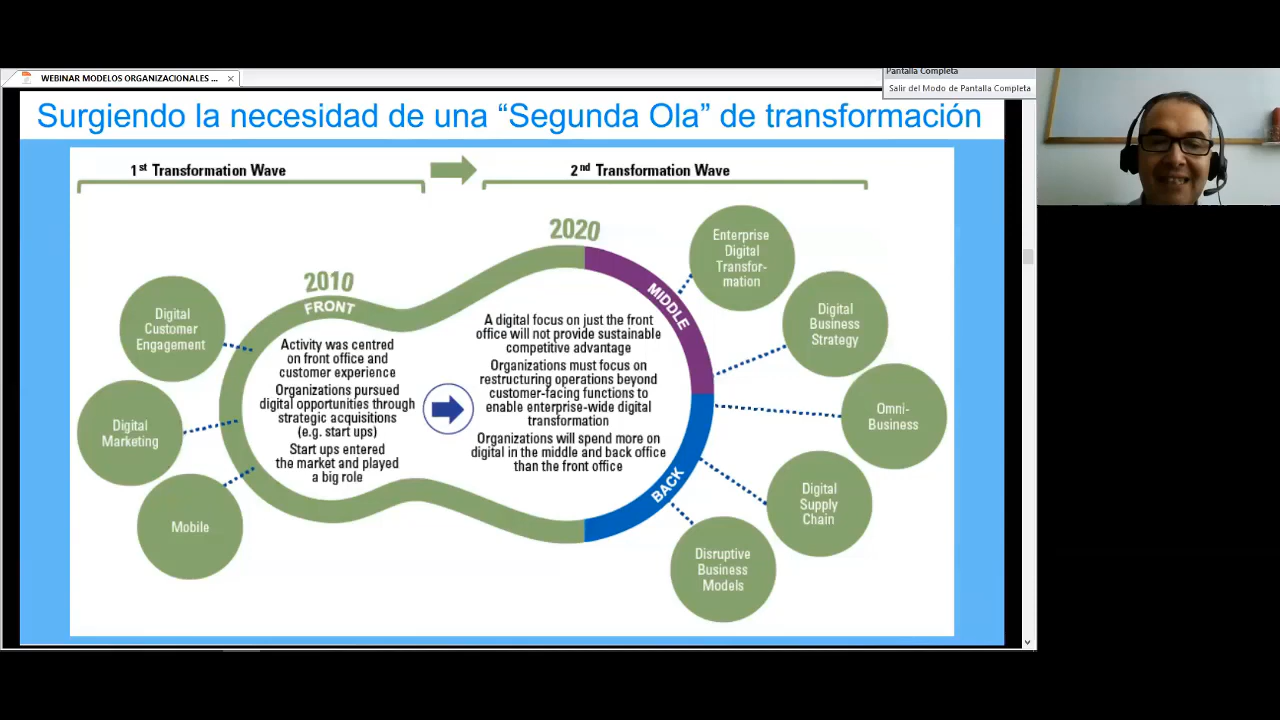 WEBINAR MODELOS ORGANIZACIONALES ...
Pantalla Completa
Salir del Modo de Pantalla Completa
Surgiendo la necesidad de una “Segunda Ola” de transformación
1st Transformation Wave
2nd Transformation Wave
2010
FRONT
Digital
Customer
Engagement
Digital
Marketing
Mobile
Activity was centred
on front office and
customer experience
Organizations pursued
digital opportunities through
strategic acquisitions
(e.g. start ups)
Start ups entered
the market and played
a big role
2020
MIDDLE
BACK
A digital focus on just the front
office will not provide sustainable
competitive advantage
Organizations must focus on
restructuring operations beyond
customer-facing functions to
enable enterprise-wide digital
transformation
Organizations will spend more on
digital in the middle and back office
than the front office
Enterprise
Digital
Transfor-
mation
Digital
Business
Strategy
Omni-
Business
Digital
Supply
Chain
Disruptive
Business
Models